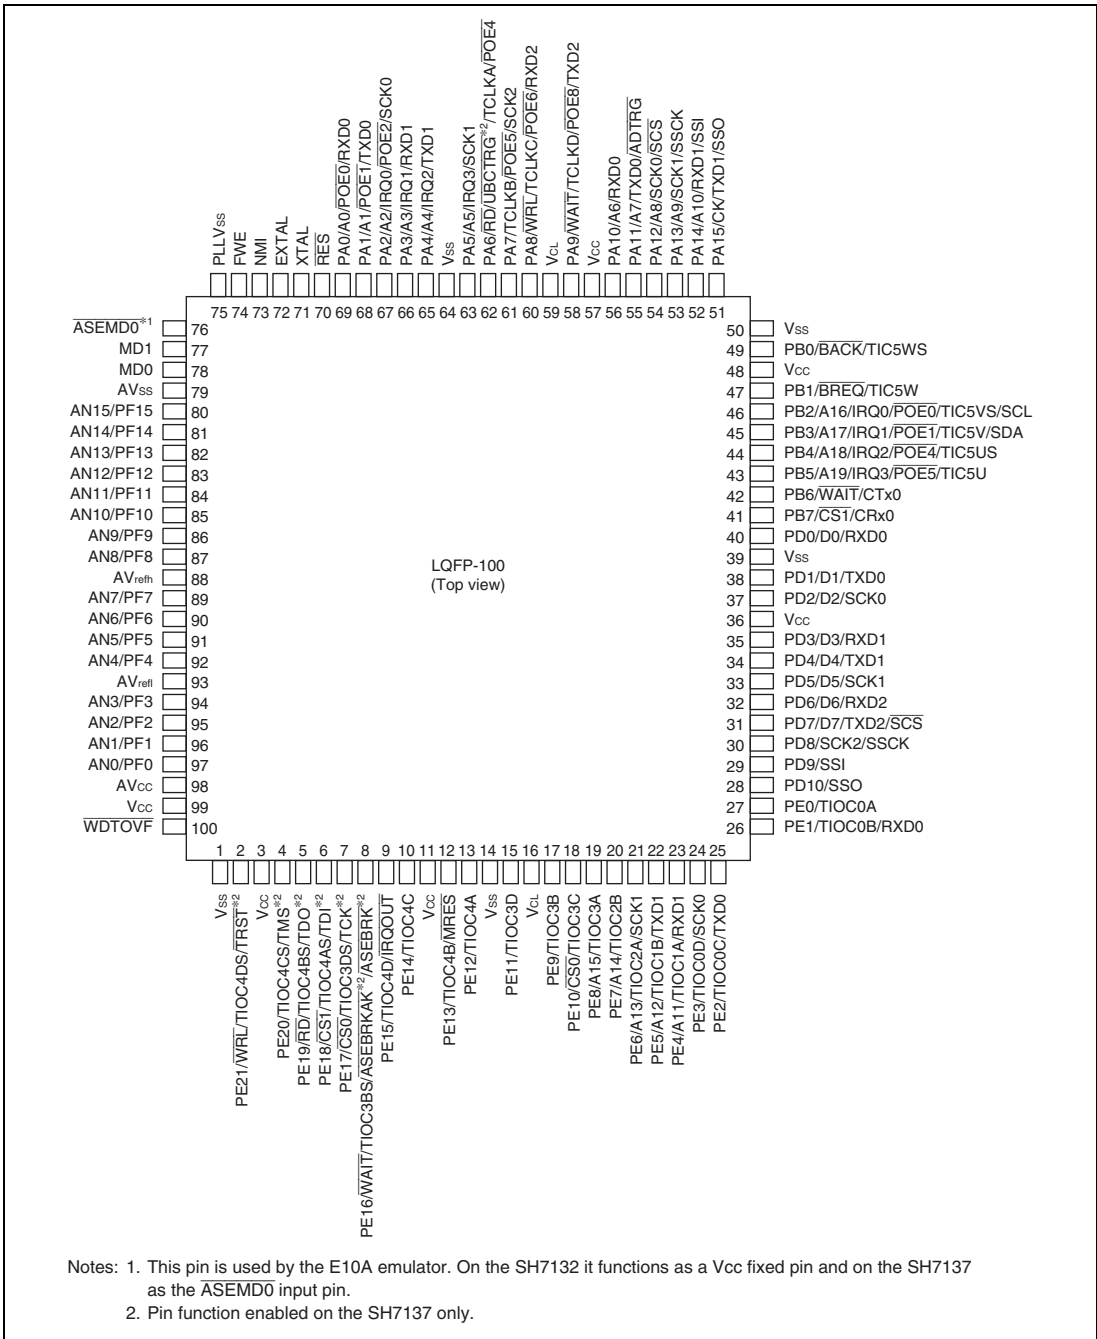 PLLVss
FWE
NMI
EXTAL
XTAL
RES
PA0/A0/POE0/RXD0
PA1/A1/POE1/TXD0
PA2/A2/IRQ0/POE2/SCK0
PA3/A3/IRQ1/RXD1
PA4/A4/IRQ2/TXD1
Vss
PA5/A5/IRQ3/SCK1
PA6/RD/UBCTRG*2/TCLKA/POE4
PA7/TCLKB/POE5/SCK2
PA8/WRL/TCLKC/POE6/RXD2
VCL
PA9/WAIT/TCLKD/POE8/TXD2
Vcc
PA10/A6/RXD0
PA11/A7/TXD0/ADTRG
PA12/A8/SCK0/SCS
PA13/A9/SCK1/SSCK
PA14/A10/RXD1/SSI
PA15/CK/TXD1/SSO
75 74 73 72 71 70 69 68 67 66 65 64 63 62 61 60 59 58 57 56 55 54 53 52 51
ASEMD0*1 76
MD1 77
MD0 78
AVss 79
AN15/PF15 80
AN14/PF14 81
AN13/PF13 82
AN12/PF12 83
AN11/PF11 84
AN10/PF10 85
AN9/PF9 86
AN8/PF8 87
AVrefh 88
AN7/PF7 89
AN6/PF6 90
AN5/PF5 91
AN4/PF4 92
AVrefl 93
AN3/PF3 94
AN2/PF2 95
AN1/PF1 96
AN0/PF0 97
AVcc 98
Vcc 99
WDTOVF 100
LQFP-100
(Top view)
50 Vss
49 PB0/BACK/TIC5WS
48 Vcc
47 PB1/BREQ/TIC5W
46 PB2/A16/IRQ0/POE0/TIC5VS/SCL
45 PB3/A17/IRQ1/POE1/TIC5V/SDA
44 PB4/A18/IRQ2/POE4/TIC5US
43 PB5/A19/IRQ3/POE5/TIC5U
42 PB6/WAIT/CTx0
41 PB7/CS1/CRx0
40 PD0/D0/RXD0
39 Vss
38 PD1/D1/TXD0
37 PD2/D2/SCK0
36 Vcc
35 PD3/D3/RXD1
34 PD4/D4/TXD1
33 PD5/D5/SCK1
32 PD6/D6/RXD2
31 PD7/D7/TXD2/SCS
30 PD8/SCK2/SSCK
29 PD9/SSI
28 PD10/SSO
27 PE0/TIOC0A
26 PE1/TIOC0B/RXD0
1 2 3 4 5 6 7 8 9 10 11 12 13 14 15 16 17 18 19 20 21 22 23 24 25
Vss
PE21/WRL/TIOC4DS/TRST*2
Vcc
PE20/TIOC4CS/TMS*2
PE19/RD/TIOC4BS/TDO*2
PE18/CS1/TIOC4AS/TDI*2
PE17/CS0/TIOC3DS/TCK*2
PE16/WAIT/TIOC3BS/ASEBRKAK*2/ASEBRK*2
PE15/TIOC4D/IRQOUT
PE14/TIOC4C
Vcc
PE13/TIOC4B/MRES
PE12/TIOC4A
Vss
PE11/TIOC3D
VCL
PE9/TIOC3B
PE10/CS0/TIOC3C
PE8/A15/TIOC3A
PE7/A14/TIOC2B
PE6/A13/TIOC2A/SCK1
PE5/A12/TIOC1B/TXD1
PE4/A11/TIOC1A/RXD1
PE3/TIOC0D/SCK0
PE2/TIOC0C/TXD0
Notes: 1. This pin is used by the E10A emulator. On the SH7132 it functions as a Vcc fixed pin and on the SH7137
as the ASEMD0 input pin.
2. Pin function enabled on the SH7137 only.